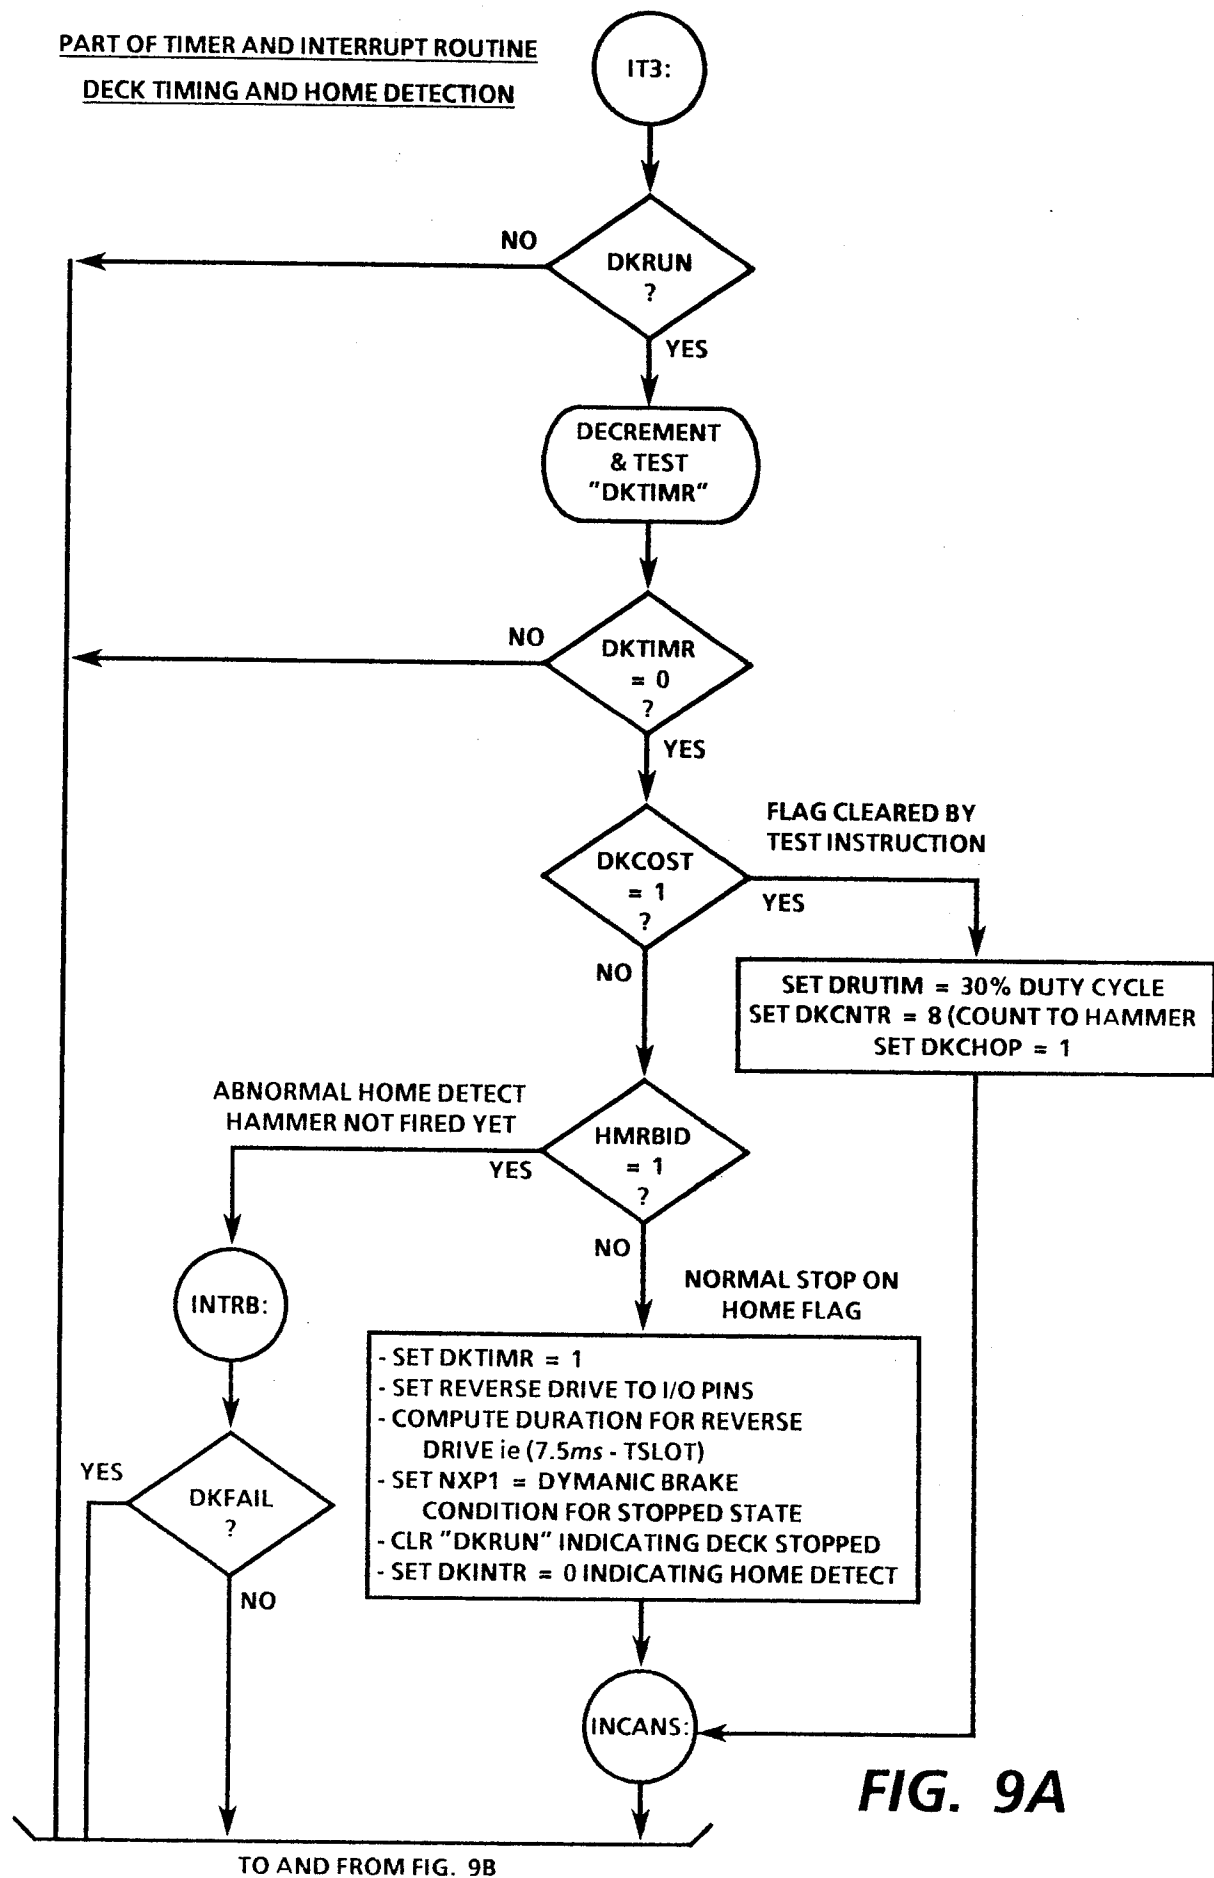 PART OF TIMER AND INTERRUPT ROUTINE
DECK TIMING AND HOME DETECTION
IT3:
NO
DKRUN
?
YES
DECREMENT
& TEST
"DKTIMR"
NO
DKTIMR
= 0
?
YES
FLAG CLEARED BY
TEST INSTRUCTION
DKCOST
= 1
?
YES
NO
SET DRUTIM = 30% DUTY CYCLE
SET DKCNTR = 8 (COUNT TO HAMMER
SET DKCHOP = 1
ABNORMAL HOME DETECT
HAMMER NOT FIRED YET
HMRBID
= 1
?
YES
NO
NORMAL STOP ON
HOME FLAG
INTRB:
- SET DKTIMR = 1
- SET REVERSE DRIVE TO I/O PINS
- COMPUTE DURATION FOR REVERSE
DRIVE ie (7.5ms - TSLOT)
- SET NXP1 = DYMANIC BRAKE
CONDITION FOR STOPPED STATE
- CLR "DKRUN" INDICATING DECK STOPPED
- SET DKINTR = 0 INDICATING HOME DETECT
YES
DKFAIL
?
NO
INCANS:
FIG. 9A
TO AND FROM FIG. 9B